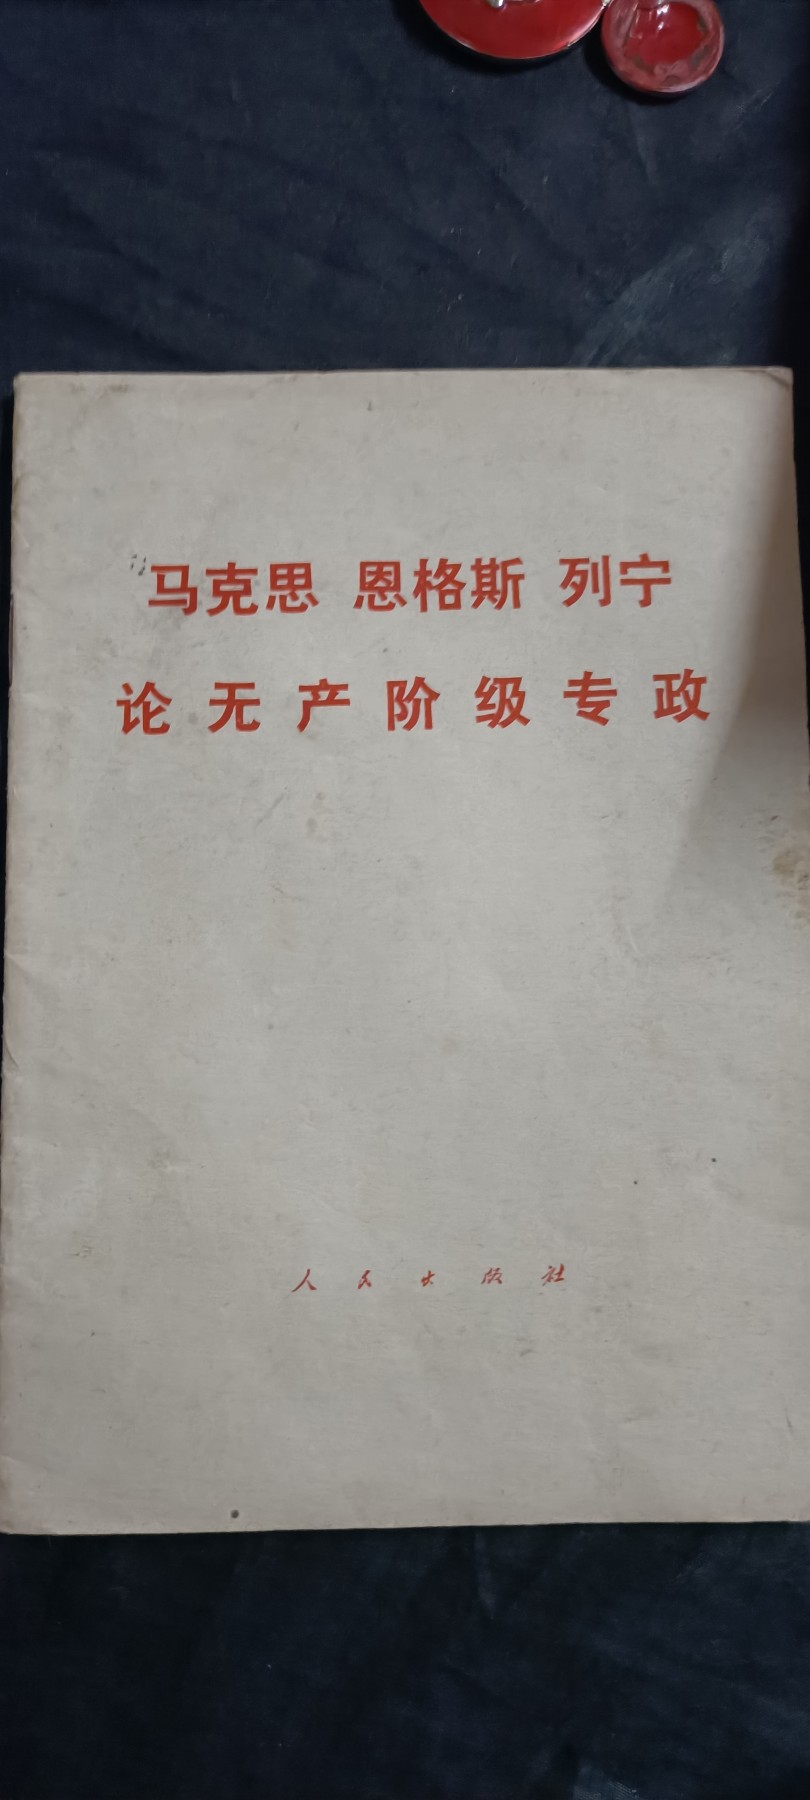 马克思 恩格斯 列宁
论无产阶级专政
人民出版社